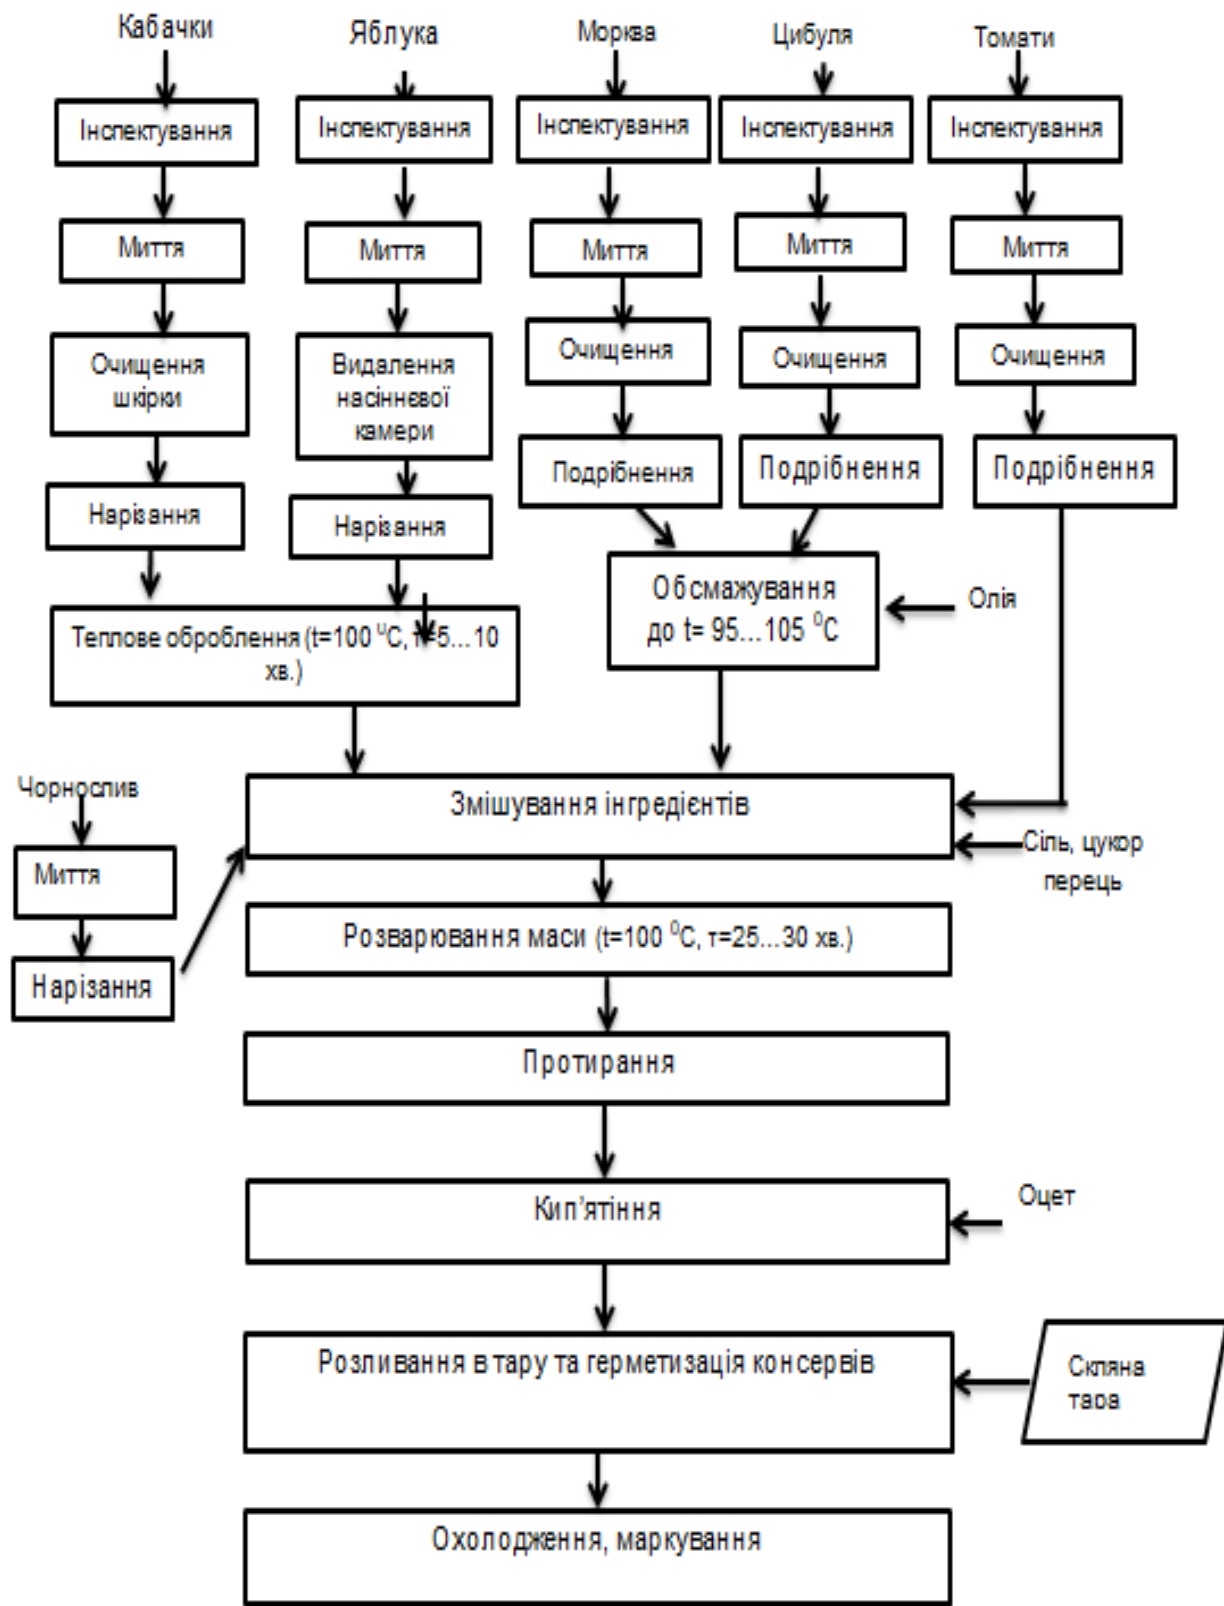 Кабачки
Яблука
Морква
Цибуля
Томати
Інспектування
Інспектування
Інспектування
Інспектування
Інспектування
Миття
Миття
Миття
Миття
Миття
Очищення
шкірки
Видалення
насіннєвої
камери
Очищення
Очищення
Очищення
Нарізання
Нарізання
Подрібнення
Подрібнення
Подрібнення
Теплове оброблення (t=100 ⁰C, т=5...10
хв.)
Обсмажування
до t= 95...105 ⁰C
Олія
Чорнослив
Миття
Нарізання
Змішування інгредієнтів
Сіль, цукор
перець
Розварювання маси (t=100 ⁰C, т=25...30 хв.)
Протирання
Кип’ятіння
Оцет
Розливання в тару та герметизація консервів
Скляна
тара
Охолодження, маркування